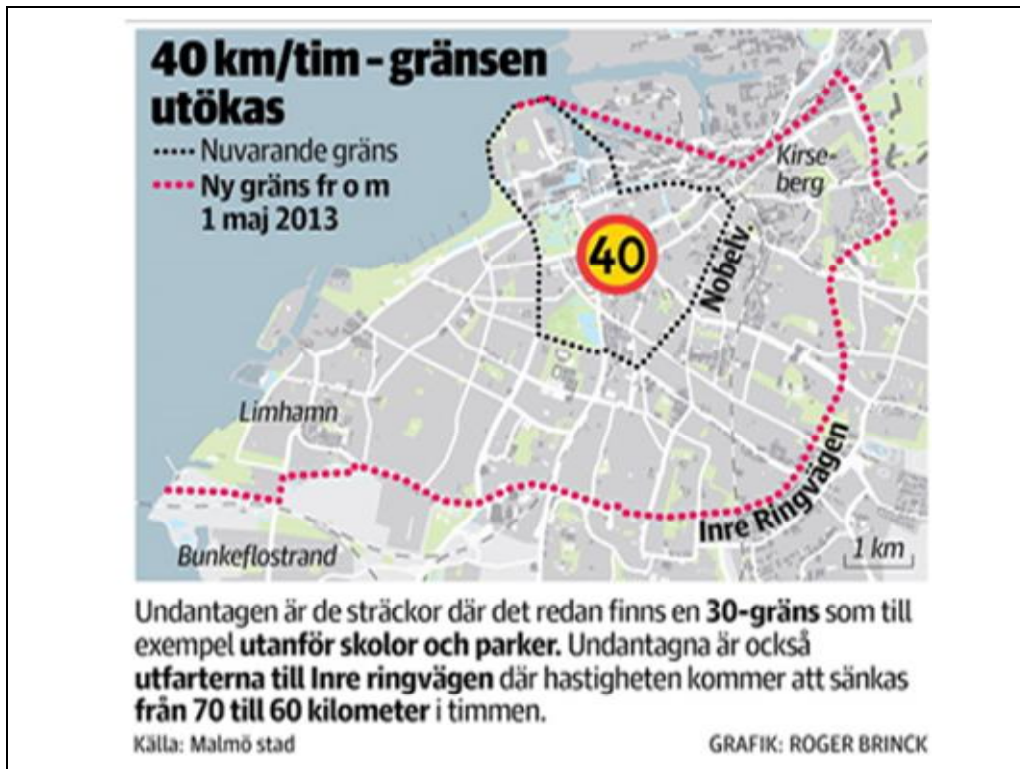 40 km/tim – gränsen
utökas
Nuvarande gräns
Ny gräns fr o m
1 maj 2013
Kirse-
berg
40
Nobelv.
Limhamn
Inre Ringvägen
Bunkeflostrand
1 km
Undantagen är de sträckor där det redan finns en 30-gräns som till
exempel utanför skolor och parker. Undantagna är också
utfarterna till Inre ringvägen där hastigheten kommer att sänkas
från 70 till 60 kilometer i timmen.
Källa: Malmö stad
GRAFIK: ROGER BRINCK